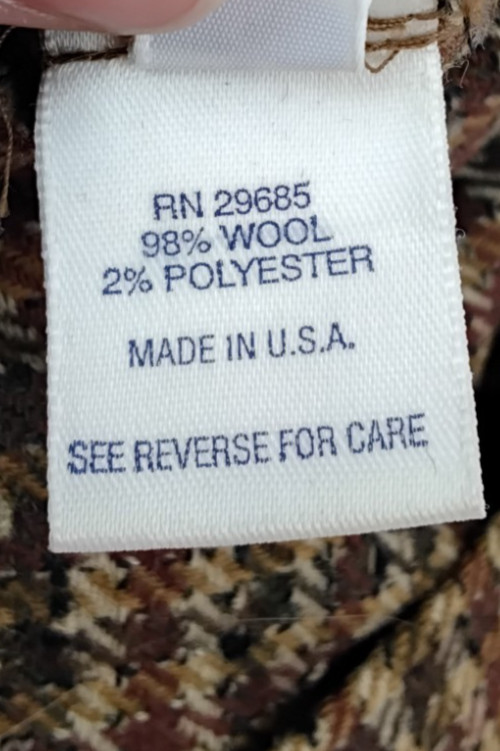 RN 29685
98% WOOL
2% POLYESTER
MADE IN U.S.A.
SEE REVERSE FOR CARE